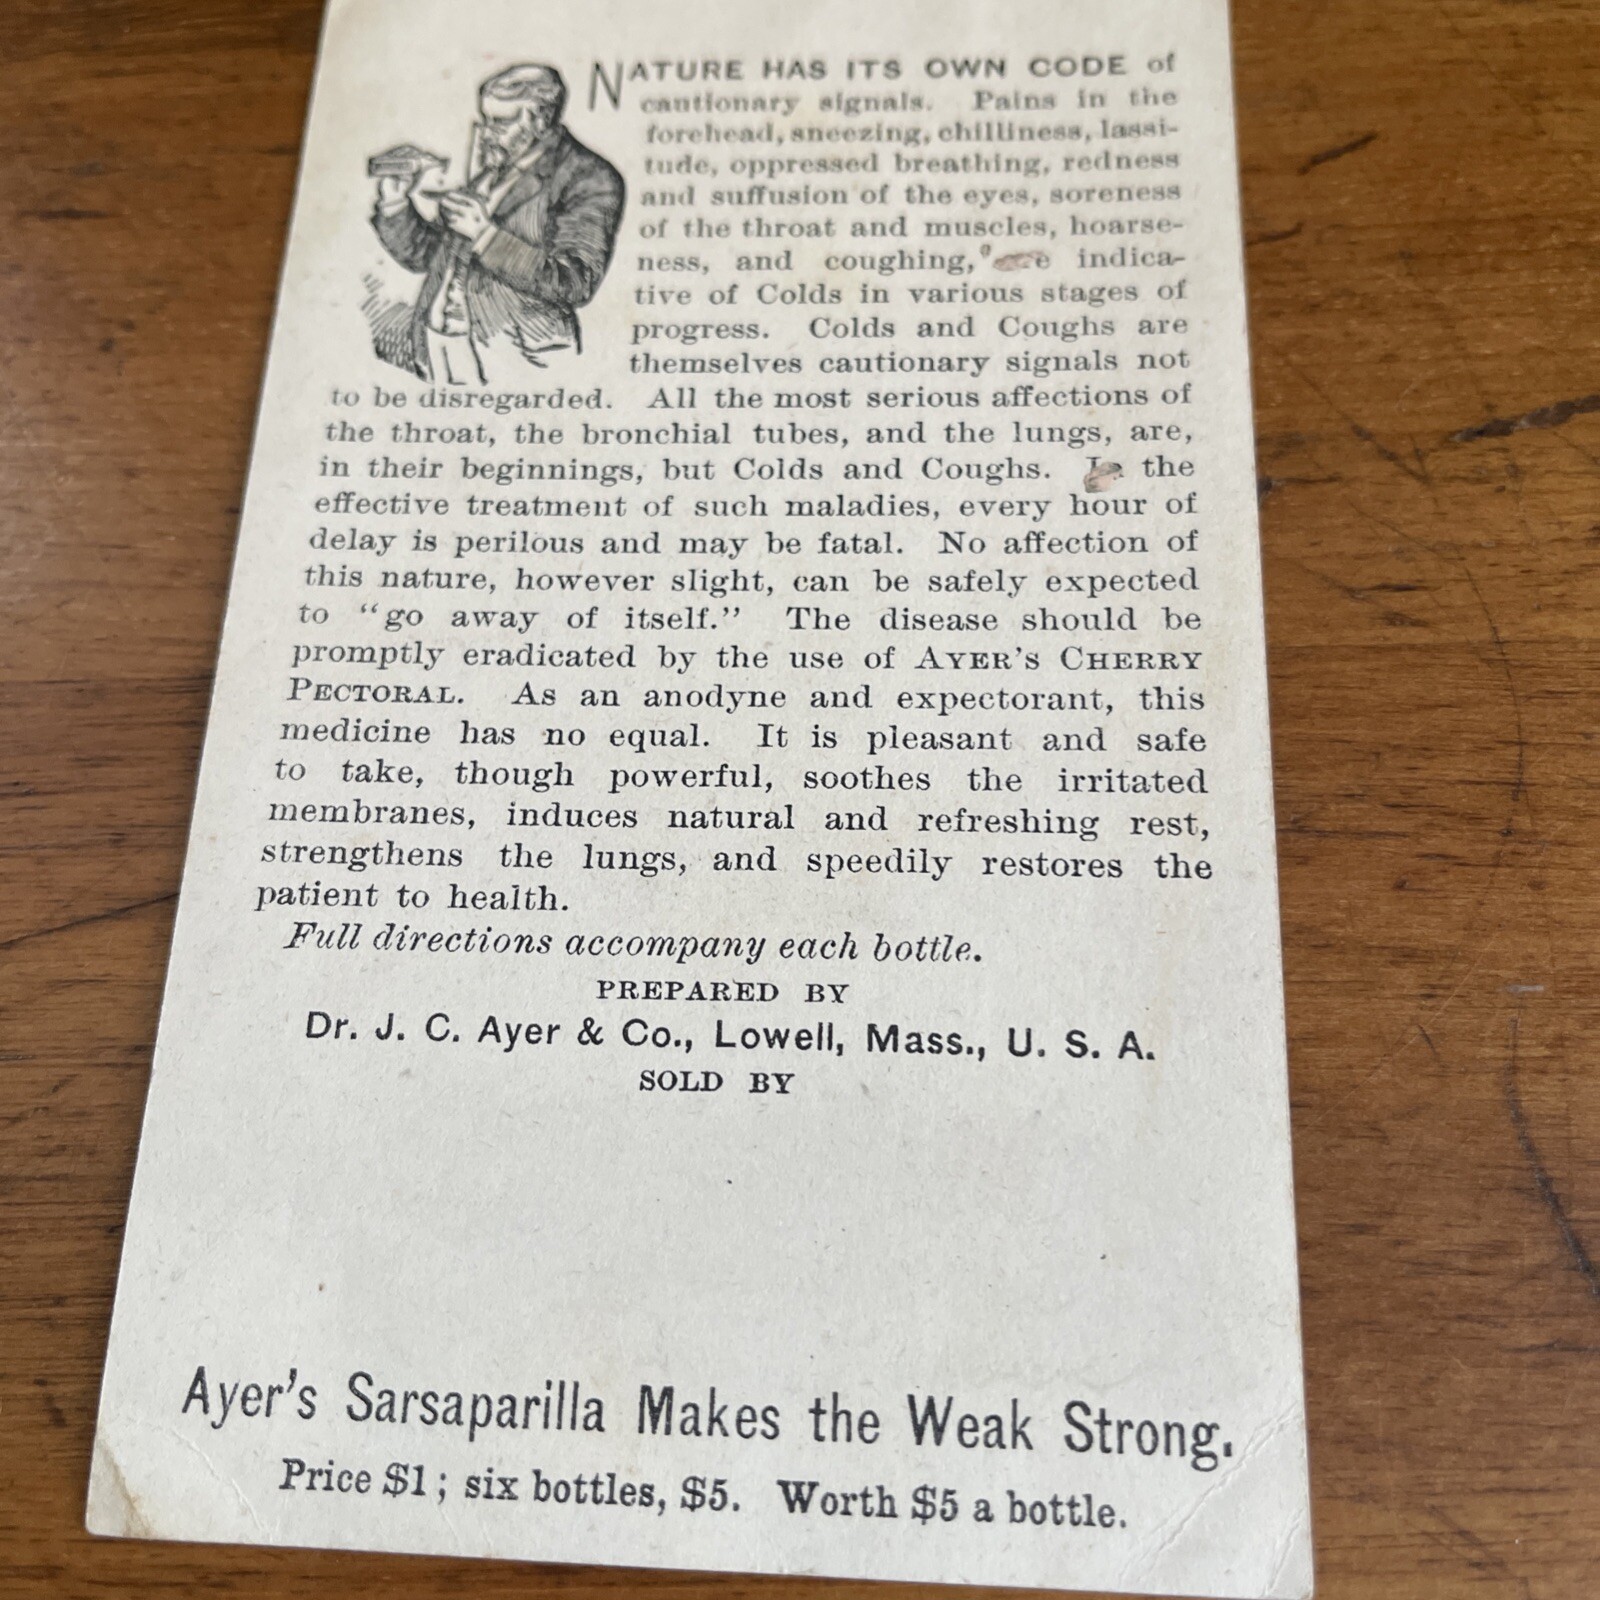 NATURE HAS ITS OWN CODE of
cautionary signals. Pains in the
forehead, sneezing, chilliness, lassi-
tude, oppressed breathing, redness
and suffusion of the eyes, soreness
of the throat and muscles, hoarse-
ness, and coughing, are indica-
tive of Colds in various stages of
progress. Colds and Coughs are
themselves cautionary signals not
to be disregarded. All the most serious affections of
the throat, the bronchial tubes, and the lungs, are,
in their beginnings, but Colds and Coughs. In the
effective treatment of such maladies, every hour of
delay is perilous and may be fatal. No affection of
this nature, however slight, can be safely expected
to “go away of itself.” The disease should be
promptly eradicated by the use of AYER’S CHERRY
PECTORAL. As an anodyne and expectorant, this
medicine has no equal. It is pleasant and safe
to take, though powerful, soothes the irritated
membranes, induces natural and refreshing rest,
strengthens the lungs, and speedily restores the
patient to health.
Full directions accompany each bottle.
PREPARED BY
Dr. J. C. Ayer & Co., Lowell, Mass., U. S. A.
SOLD BY
Ayer’s Sarsaparilla Makes the Weak Strong.
Price $1; six bottles, $5. Worth $5 a bottle.